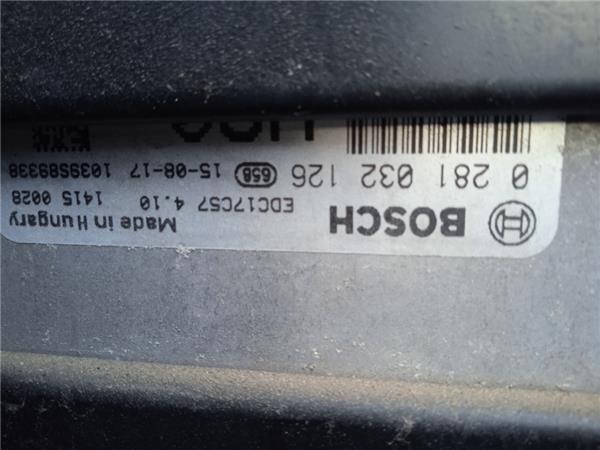 BOSCH
Made in Hungary
EDC17C57 4.10 1415 0028
0 281 032 126 658 15-08-17 1039S89338